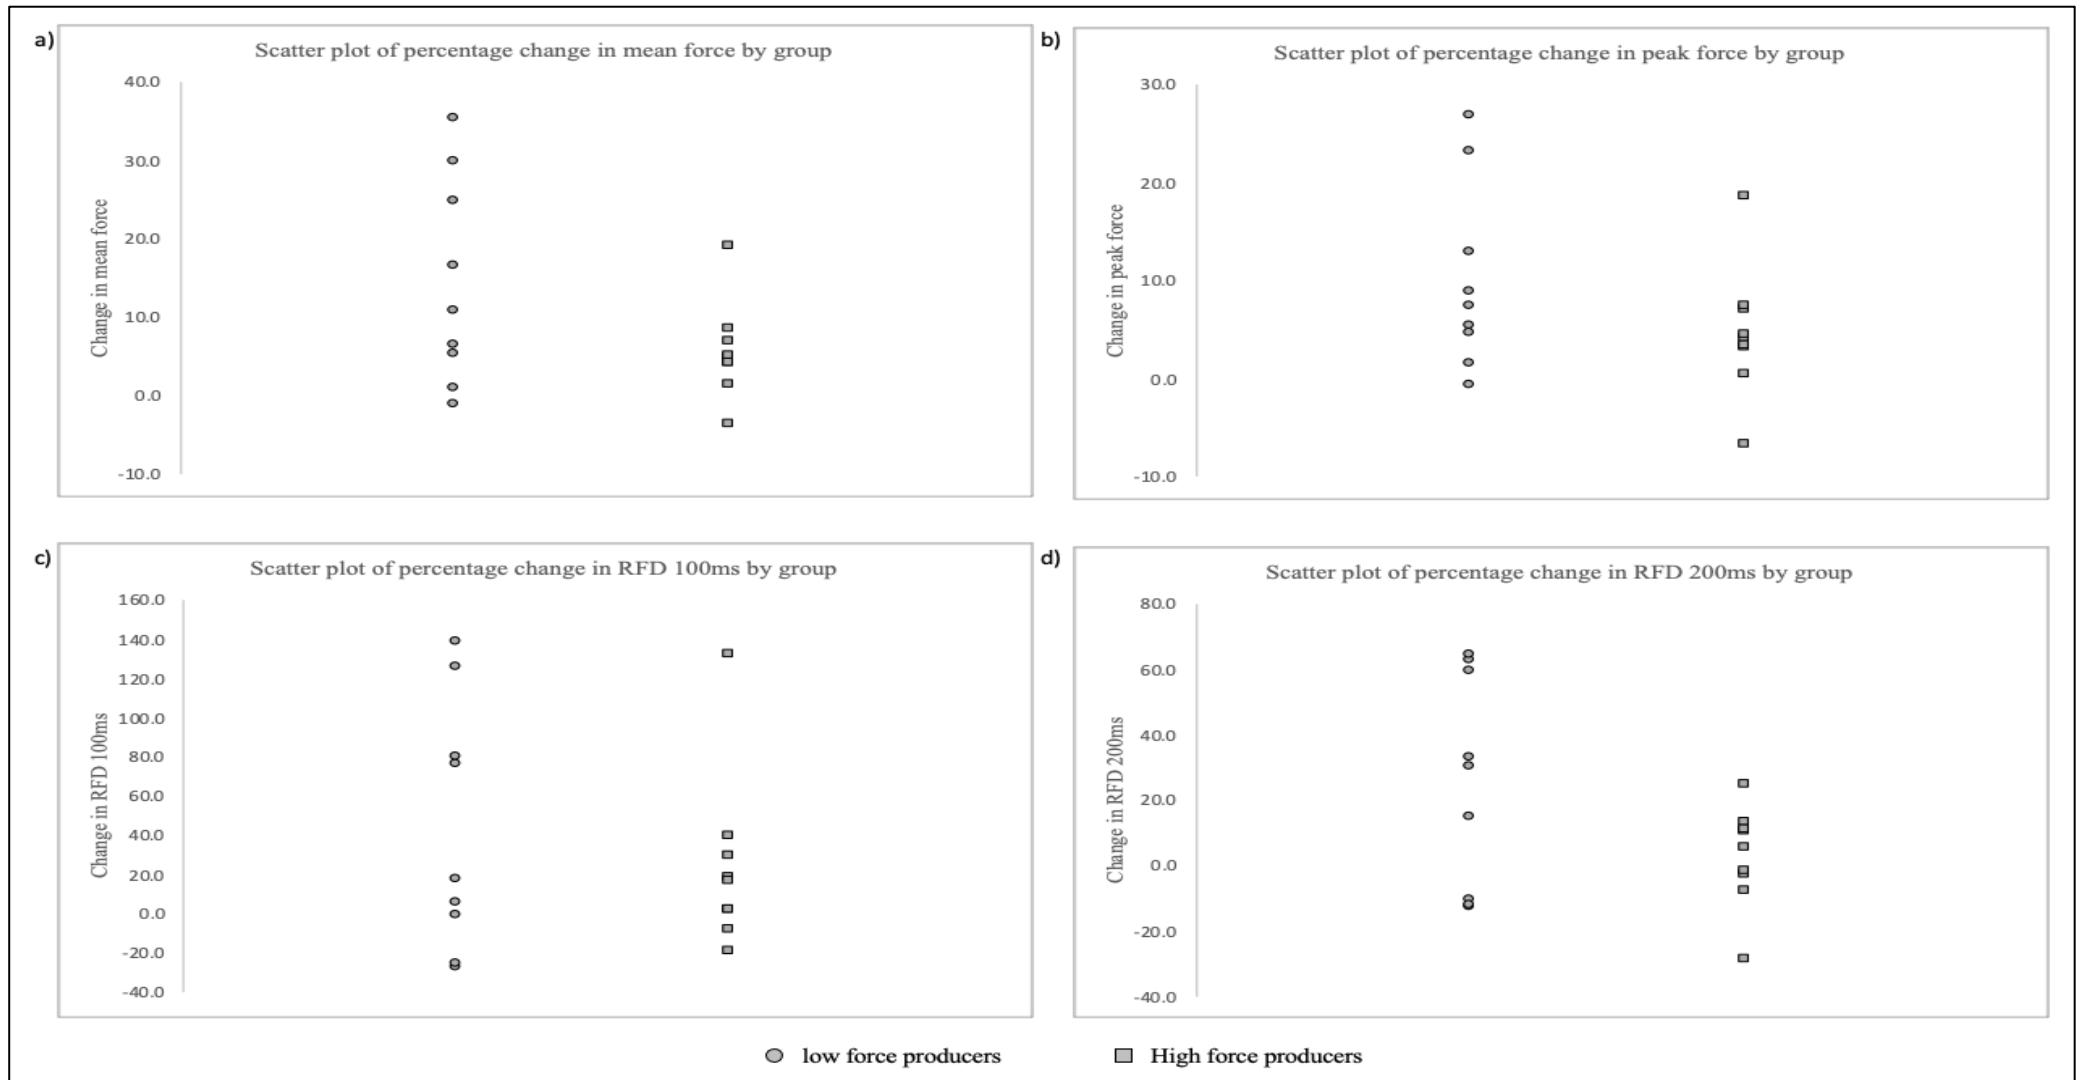 a)
Scatter plot of percentage change in mean force by group
40.0
30.0
20.0
10.0
0.0
-10.0
Change in mean force
b)
Scatter plot of percentage change in peak force by group
30.0
20.0
10.0
0.0
-10.0
Change in peak force
c)
Scatter plot of percentage change in RFD 100ms by group
160.0
140.0
120.0
100.0
80.0
60.0
40.0
20.0
0.0
-20.0
-40.0
Change in RFD 100ms
d)
Scatter plot of percentage change in RFD 200ms by group
80.0
60.0
40.0
20.0
0.0
-20.0
-40.0
Change in RFD 200ms
low force producers
High force producers